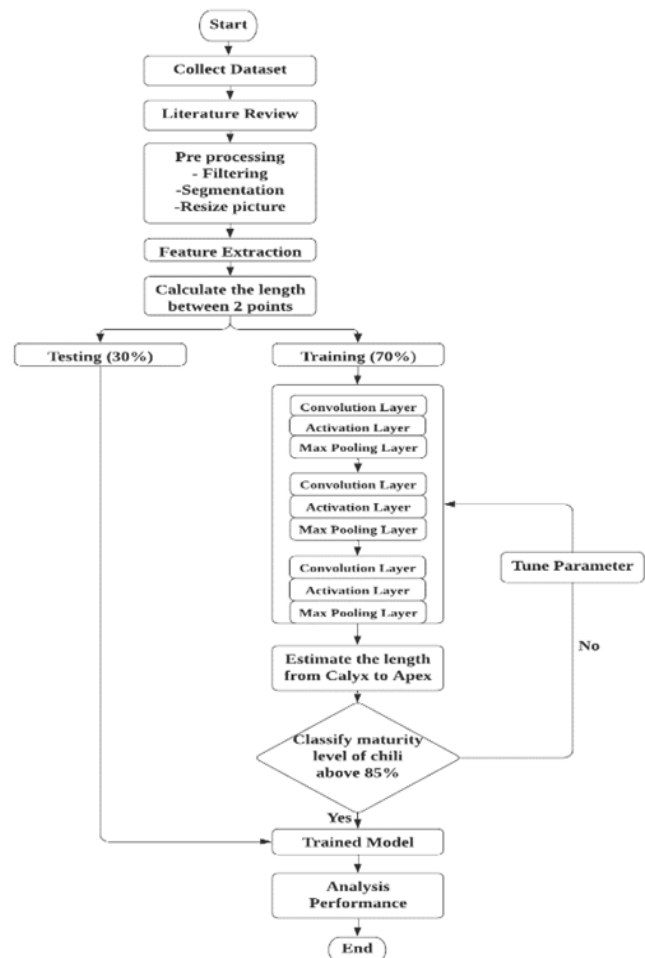 Start
Collect Dataset
Literature Review
Pre processing
- Filtering
-Segmentation
-Resize picture
Feature Extraction
Calculate the length
between 2 points
Testing (30%)
Training (70%)
Convolution Layer
Activation Layer
Max Pooling Layer
Convolution Layer
Activation Layer
Max Pooling Layer
Convolution Layer
Activation Layer
Max Pooling Layer
Tune Parameter
No
Estimate the length
from Calyx to Apex
Classify maturity
level of chili
above 85%
Yes
Trained Model
Analysis
Performance
End